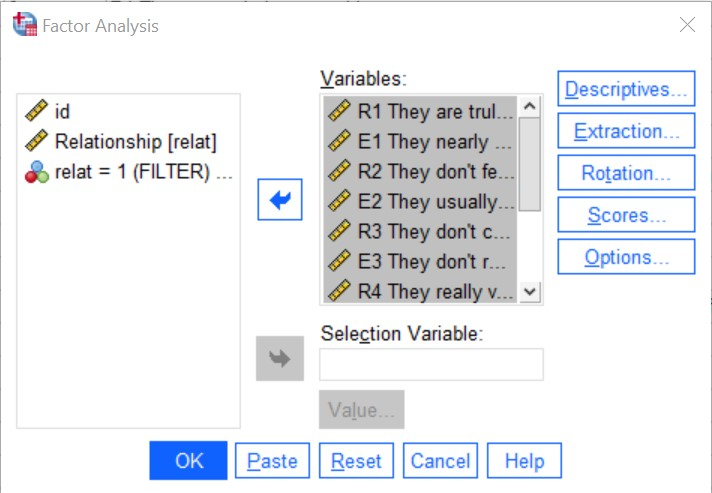 Factor Analysis
Variables:
id
Relationship [relat]
relat = 1 (FILTER) ...
R1 They are trul...
E1 They nearly ...
R2 They don't fe...
E2 They usually...
R3 They don't c...
E3 They don't r...
R4 They really v...
Descriptives...
Extraction...
Rotation...
Scores...
Options...
Selection Variable:
Value...
OK
Paste
Reset
Cancel
Help